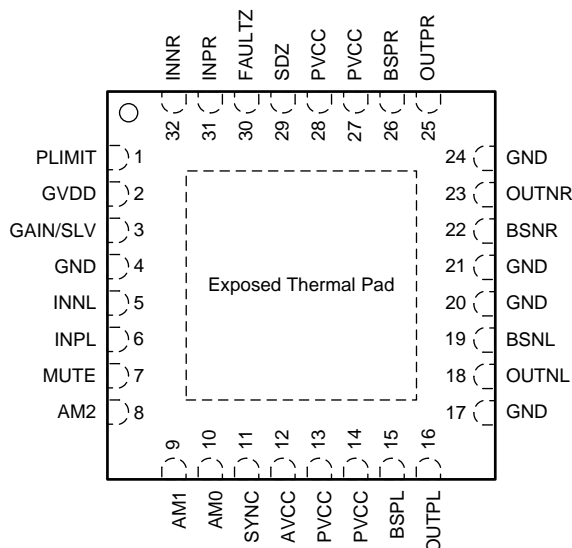 INNR
INPR
FAULTZ
SDZ
PVCC
PVCC
BSPR
OUTPR
32
31
30
29
28
27
26
25
PLIMIT 1
GVDD 2
GAIN/SLV 3
GND 4
INNL 5
INPL 6
MUTE 7
AM2 8
Exposed Thermal Pad
24 GND
23 OUTNR
22 BSNR
21 GND
20 GND
19 BSNL
18 OUTNL
17 GND
9
10
11
12
13
14
15
16
AM1
AM0
SYNC
AVCC
PVCC
PVCC
BSPL
OUTPL